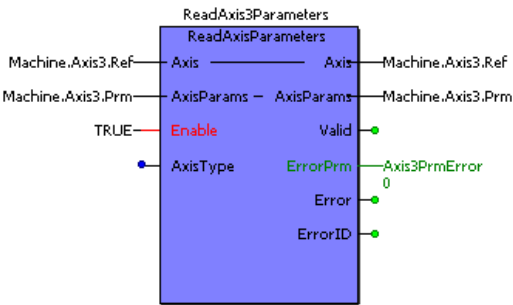 ReadAxis3Parameters
ReadAxisParameters
Machine.Axis3.Ref Axis Axis Machine.Axis3.Ref
Machine.Axis3.Prm AxisParams AxisParams Machine.Axis3.Prm
TRUE Enable Valid
AxisType ErrorPrm Axis3PrmError
0
Error
ErrorID